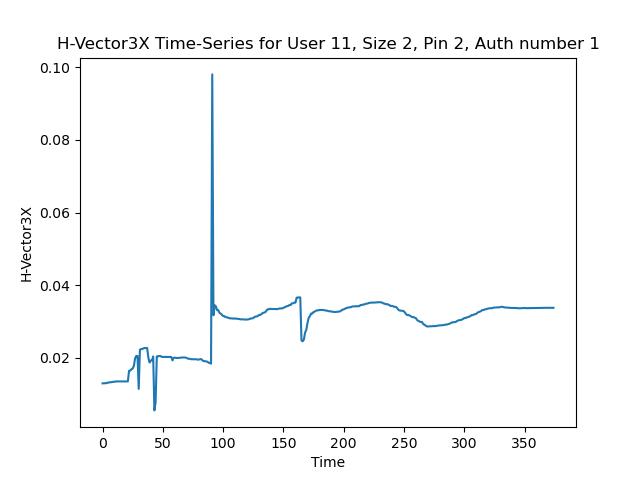 H-Vector3X Time-Series for User 11, Size 2, Pin 2, Auth number 1
0.10
0.08
0.06
0.04
0.02
H-Vector3X
0 50 100 150 200 250 300 350
Time